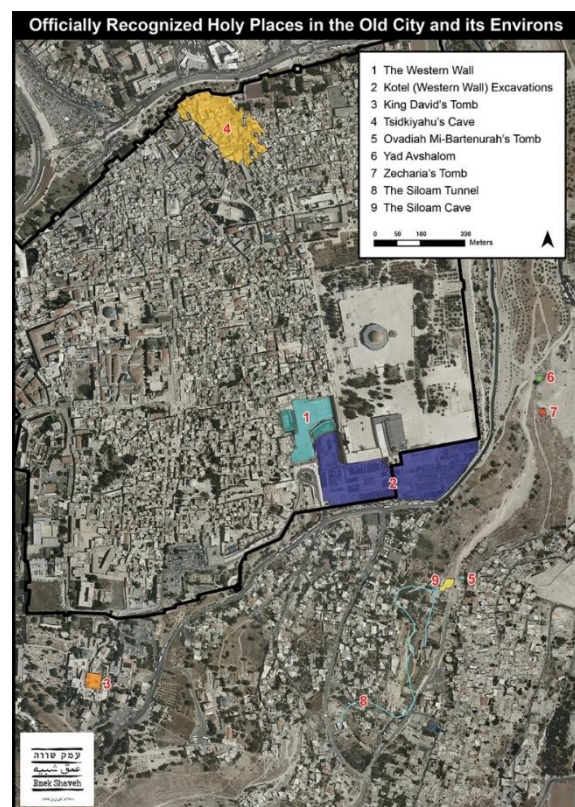 Officially Recognized Holy Places in the Old City and its Environs
1 The Western Wall
2 Kotel (Western Wall) Excavations
3 King David's Tomb
4 Tsidkiyahu's Cave
5 Ovadiah Mi-Bartenurah's Tomb
6 Yad Avshalom
7 Zecharia's Tomb
8 The Siloam Tunnel
9 The Siloam Cave
0 50 100 200
Meters
4
1
2
6
7
9 5
8
3
עמק שווה
عمق شبيه
Emek Shaveh